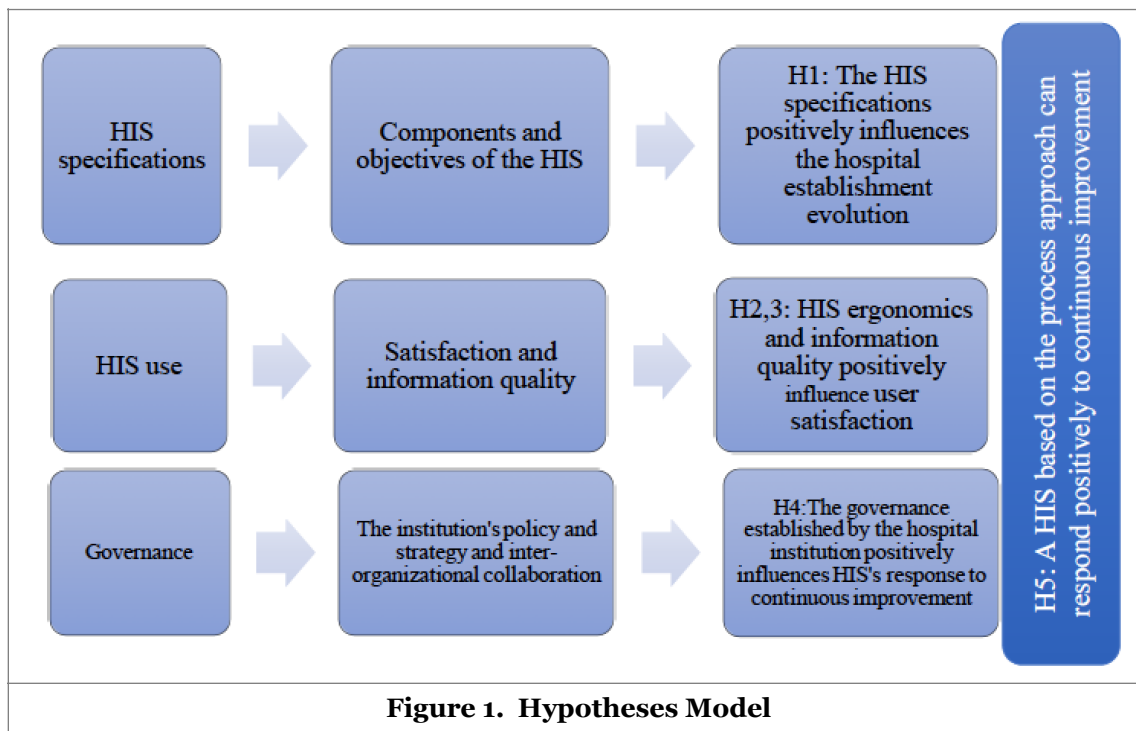 HIS
specifications
Components and
objectives of the HIS
H1: The HIS
specifications
positively influences
the hospital
establishment
evolution
HIS use
Satisfaction and
information quality
H2,3: HIS ergonomics
and information
quality positively
influence user
satisfaction
Governance
The institution's policy and
strategy and inter-
organizational collaboration
H4:The governance
established by the hospital
institution positively
influences HIS's response to
continuous improvement
H5: A HIS based on the process approach can
respond positively to continuous improvement
Figure 1. Hypotheses Model